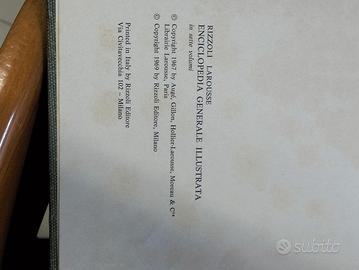 RIZZOLI LAROUSSE
ENCICLOPEDIA GENERALE ILLUSTRATA
in sette volumi
© Copyright 1967 by Augé, Gillon, Hollier-Larousse, Moreau & Cⁱᵉ
Librairie Larousse, Paris
© Copyright 1969 by Rizzoli Editore, Milano
Printed in Italy by Rizzoli Editore
Via Civitavecchia 102 – Milano
subito